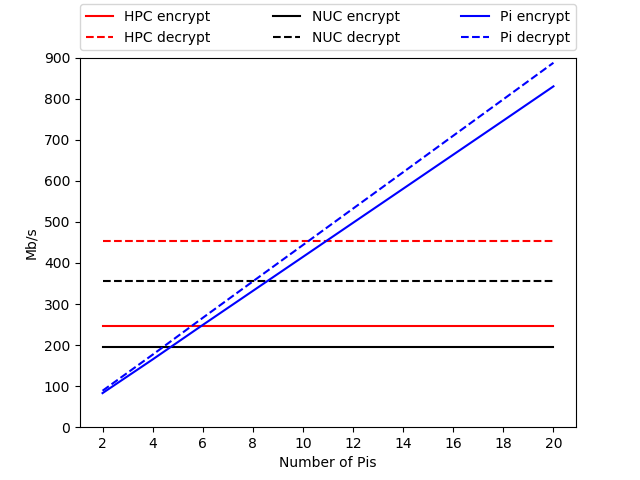 HPC encrypt NUC encrypt Pi encrypt
HPC decrypt NUC decrypt Pi decrypt
900
800
700
600
500
400
300
200
100
0
Mb/s
2 4 6 8 10 12 14 16 18 20
Number of Pis